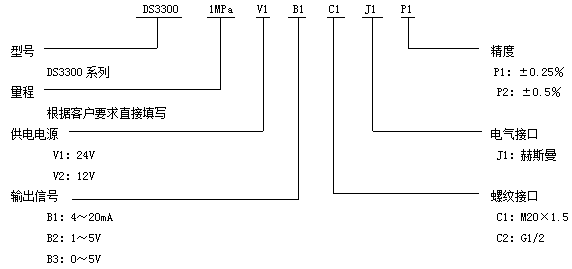 DS3300 1MPa V1 B1 C1 J1 P1
型号
DS3300 系列
量程
根据客户要求直接填写
供电电源
V1：24V
V2：12V
输出信号
B1：4～20mA
B2：1～5V
B3：0～5V
精度
P1：±0.25%
P2：±0.5%
电气接口
J1：赫斯曼
螺纹接口
C1：M20×1.5
C2：G1/2